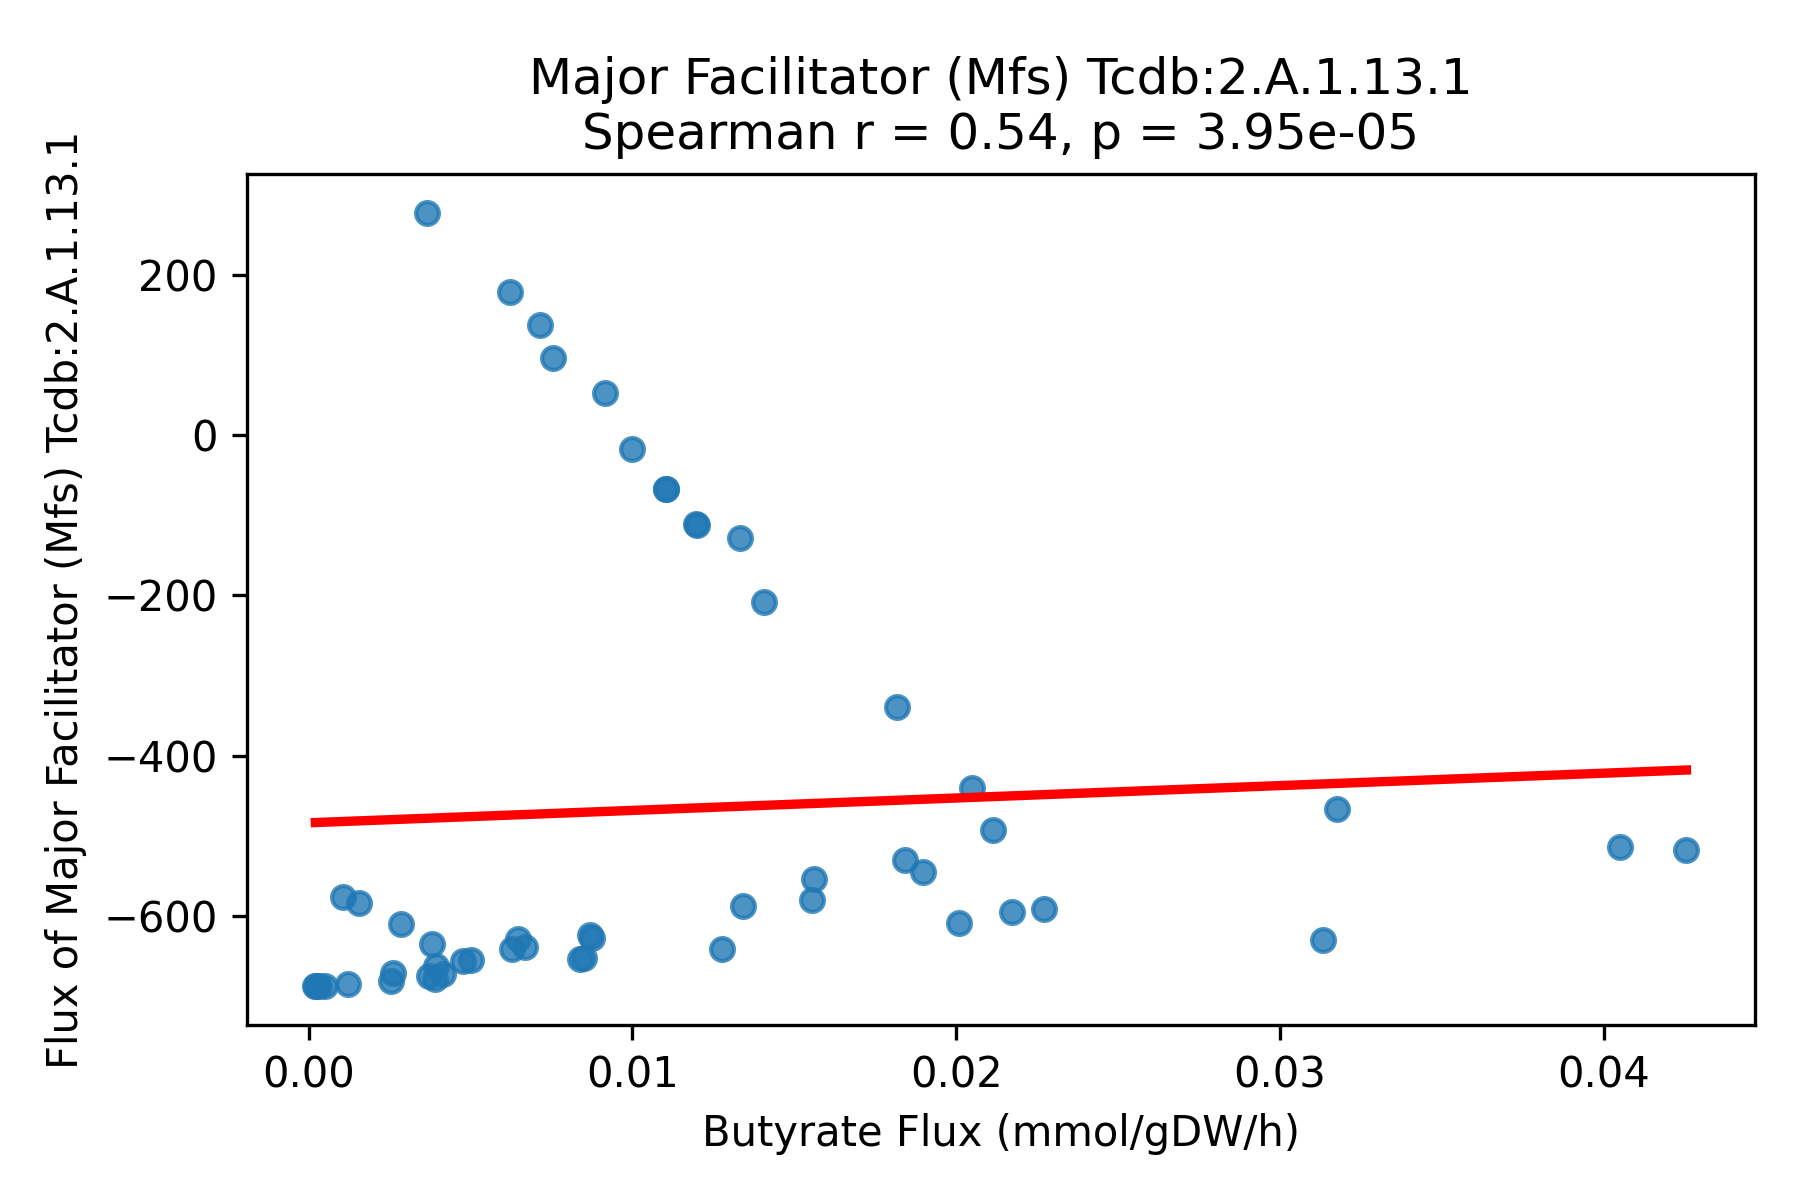 Major Facilitator (Mfs) Tcdb:2.A.1.13.1
Spearman r = 0.54, p = 3.95e-05
Flux of Major Facilitator (Mfs) Tcdb:2.A.1.13.1
200
0
−200
−400
−600
0.00 0.01 0.02 0.03 0.04
Butyrate Flux (mmol/gDW/h)